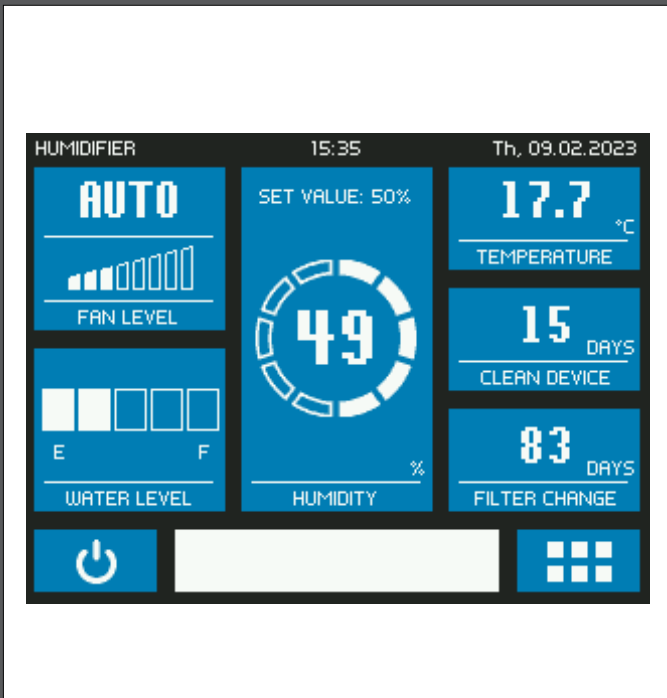 HUMIDIFIER 15:35 Th, 09.02.2023
AUTO
FAN LEVEL
E F
WATER LEVEL
SET VALUE: 50%
49
%
HUMIDITY
17.7 °C
TEMPERATURE
15 DAYS
CLEAN DEVICE
83 DAYS
FILTER CHANGE